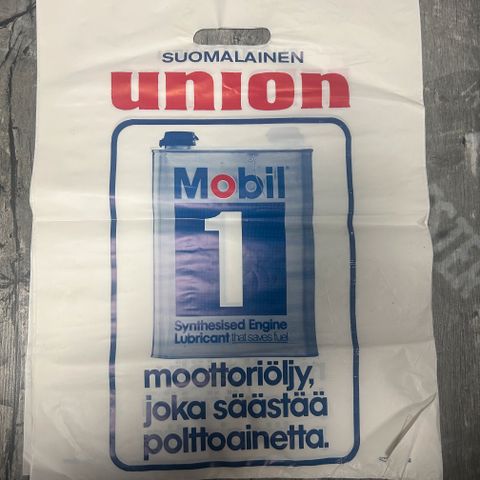 SUOMALAINEN
union
Mobil
1
Synthesised Engine
Lubricant that saves fuel
moottoriöljy,
joka säästää
polttoainetta.